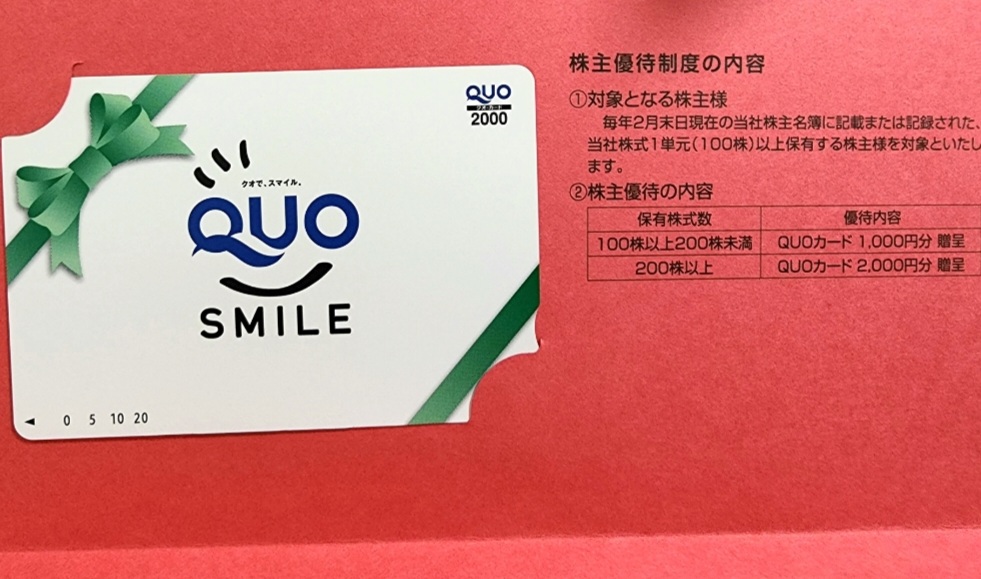 QUO
クオ・カード
2000
クオで、スマイル。
QUO
SMILE
◀ 0 5 10 20
株主優待制度の内容
①対象となる株主様
毎年2月末日現在の当社株主名簿に記載または記録された、
当社株式1単元(100株)以上保有する株主様を対象といたし
ます。
②株主優待の内容
保有株式数 優待内容
100株以上200株未満 QUOカード 1,000円分 贈呈
200株以上 QUOカード 2,000円分 贈呈